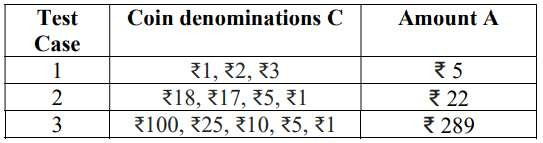 Test Case Coin denominations C Amount A
1 ₹1, ₹2, ₹3 ₹ 5
2 ₹18, ₹17, ₹5, ₹1 ₹ 22
3 ₹100, ₹25, ₹10, ₹5, ₹1 ₹ 289